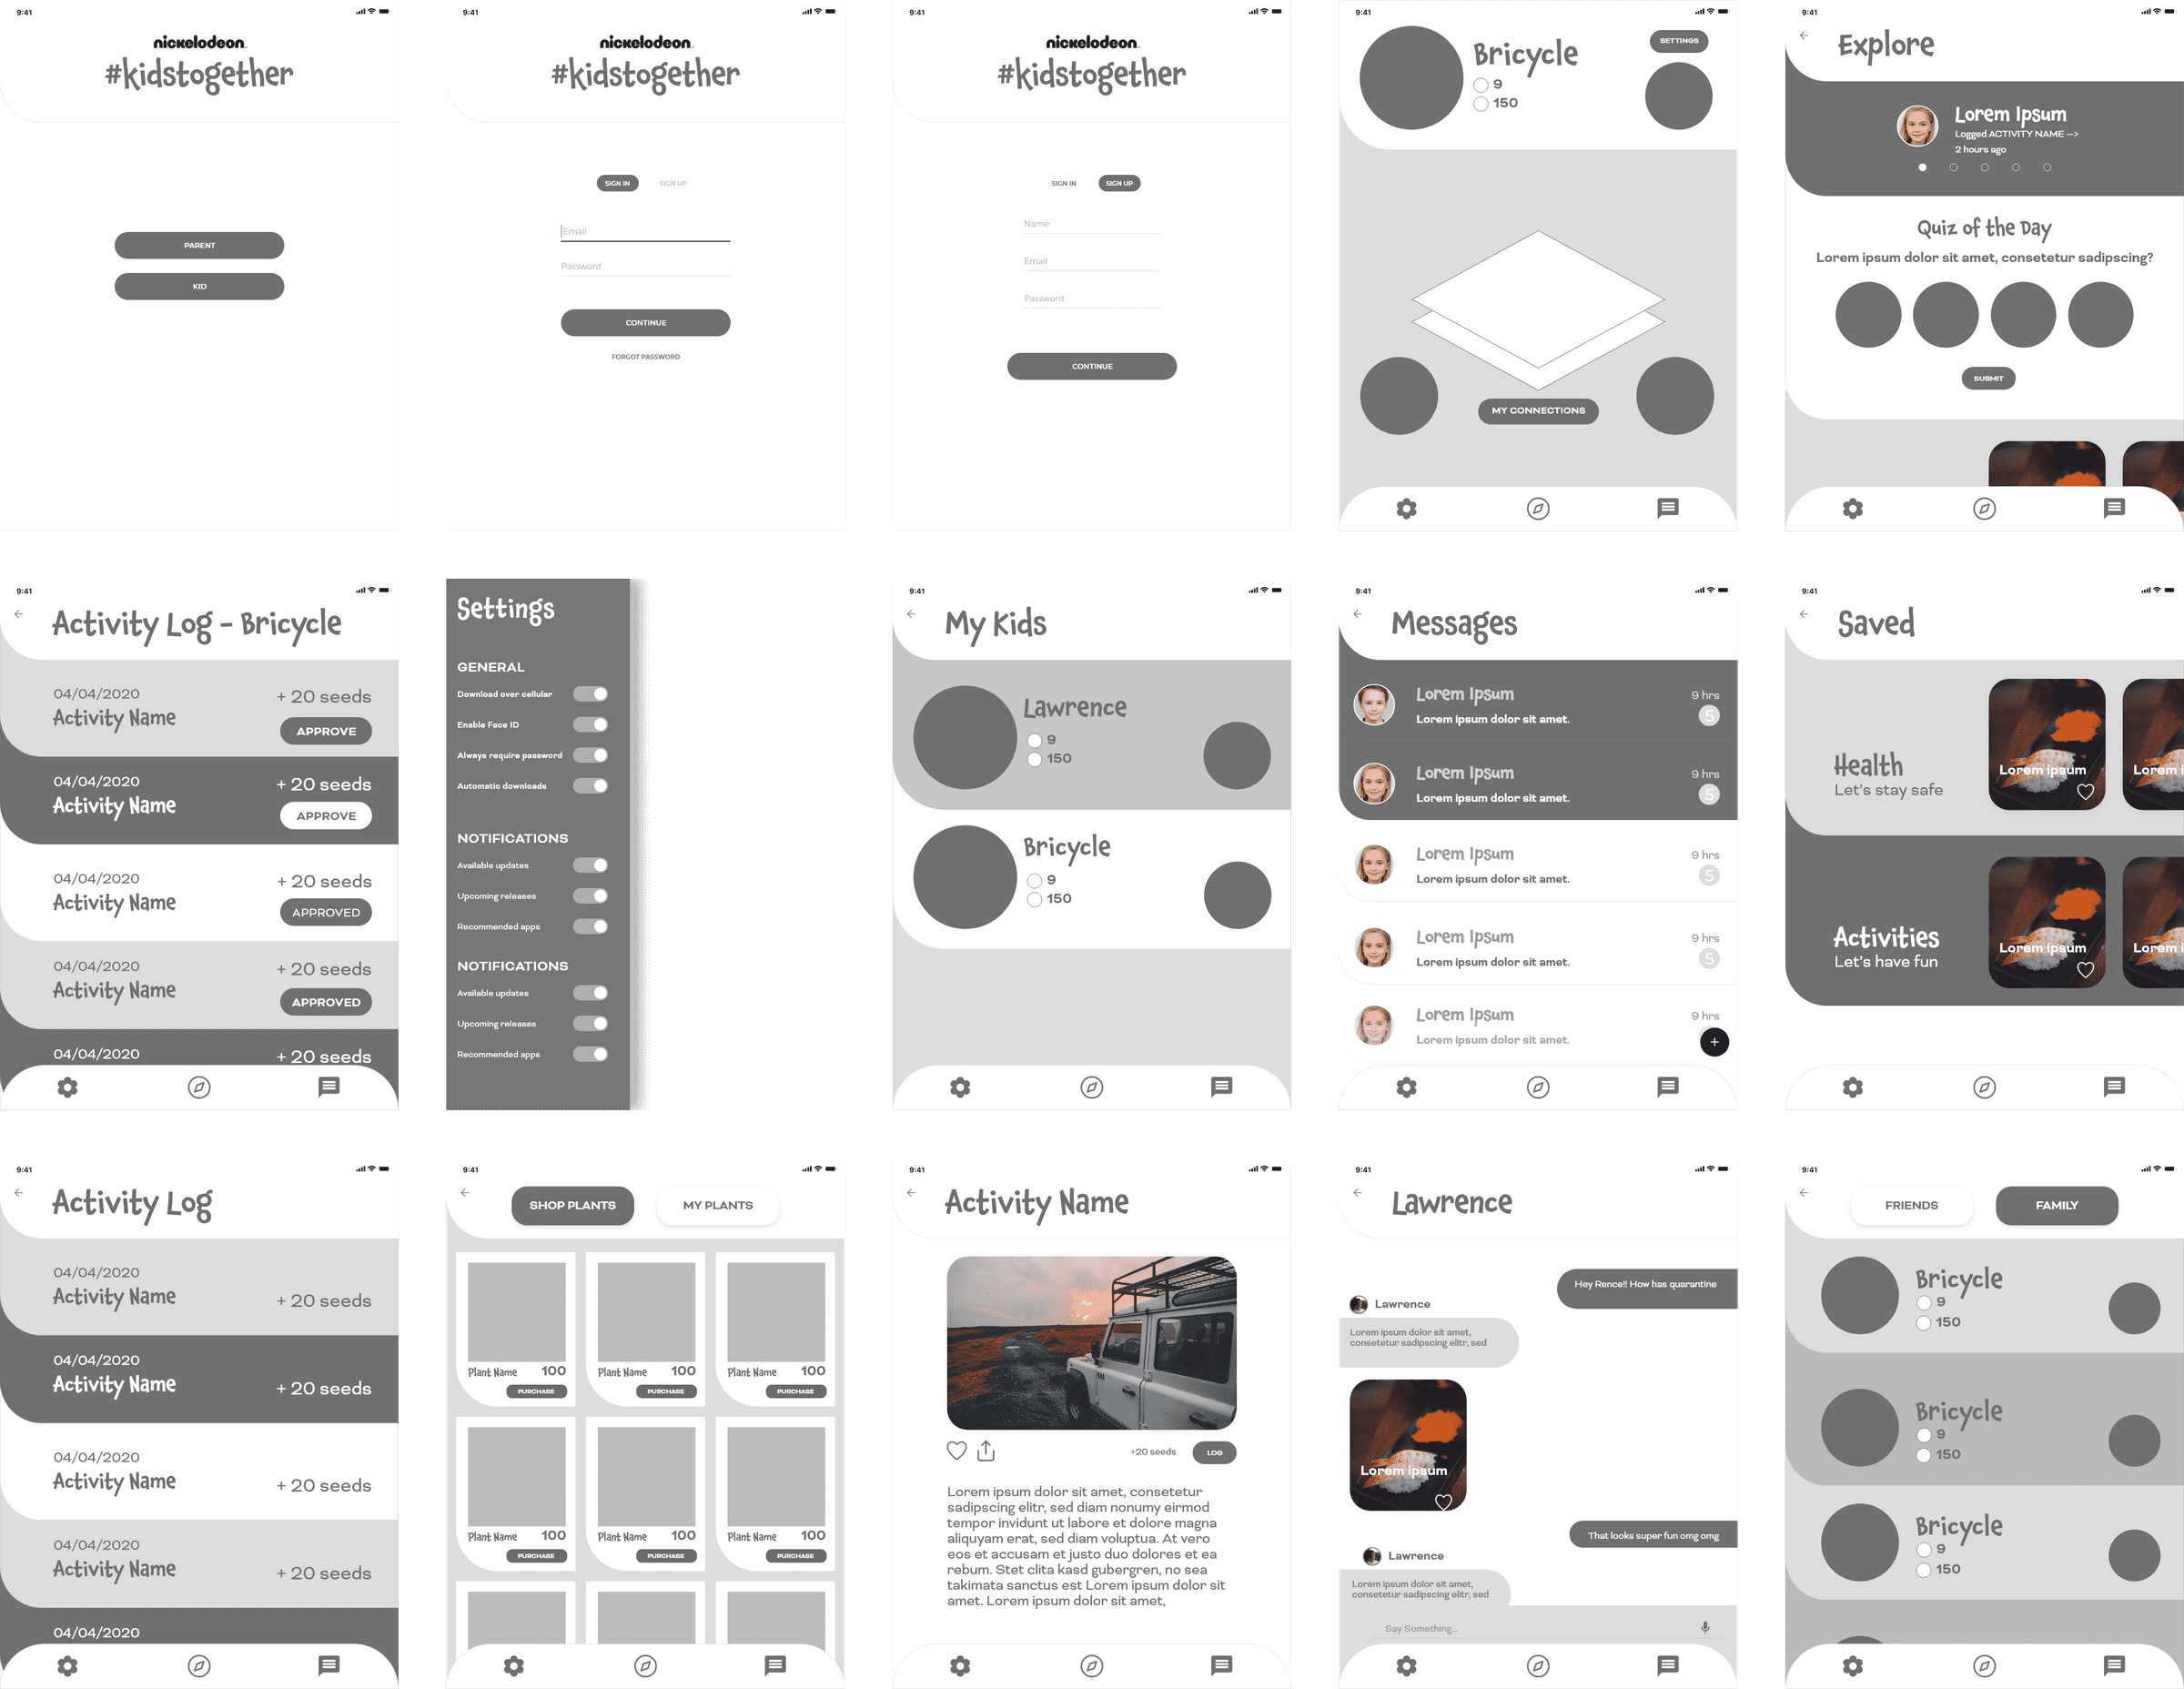 9:41
nickelodeon
#kidstogether
PARENT
KID
9:41
nickelodeon
#kidstogether
SIGN IN SIGN UP
Email
Password
CONTINUE
FORGOT PASSWORD
9:41
nickelodeon
#kidstogether
SIGN IN SIGN UP
Name
Email
Password
CONTINUE
9:41
Bricycle
9
150
SETTINGS
MY CONNECTIONS
9:41
Explore
Lorem Ipsum
Logged ACTIVITY NAME -->
2 hours ago
Quiz of the Day
Lorem ipsum dolor sit amet, consetetur sadipscing?
SUBMIT
9:41
Activity Log - Bricycle
04/04/2020 + 20 seeds
Activity Name APPROVE
04/04/2020 + 20 seeds
Activity Name APPROVE
04/04/2020 + 20 seeds
Activity Name APPROVED
04/04/2020 + 20 seeds
Activity Name APPROVED
04/04/2020 + 20 seeds
Settings
GENERAL
Download over cellular
Enable Face ID
Always require password
Automatic downloads
NOTIFICATIONS
Available updates
Upcoming releases
Recommended apps
NOTIFICATIONS
Available updates
Upcoming releases
Recommended apps
9:41
My Kids
Lawrence
9
150
Bricycle
9
150
9:41
Messages
Lorem Ipsum 9 hrs
Lorem ipsum dolor sit amet. 5
Lorem Ipsum 9 hrs
Lorem ipsum dolor sit amet. 5
Lorem Ipsum 9 hrs
Lorem ipsum dolor sit amet. 5
Lorem Ipsum 9 hrs
Lorem ipsum dolor sit amet. 5
Lorem Ipsum 9 hrs
Lorem ipsum dolor sit amet.
+
9:41
Saved
Health
Let's stay safe
Lorem ipsum Lorem i
Activities
Let's have fun
Lorem ipsum Lorem i
9:41
Activity Log
04/04/2020
Activity Name + 20 seeds
04/04/2020
Activity Name + 20 seeds
04/04/2020
Activity Name + 20 seeds
04/04/2020
Activity Name + 20 seeds
04/04/2020
9:41
SHOP PLANTS MY PLANTS
Plant Name 100 Plant Name 100 Plant Name 100
PURCHASE PURCHASE PURCHASE
Plant Name 100 Plant Name 100 Plant Name 100
PURCHASE PURCHASE PURCHASE
9:41
Activity Name
+20 seeds LOG
Lorem ipsum dolor sit amet, consetetur
sadipscing elitr, sed diam nonumy eirmod
tempor invidunt ut labore et dolore magna
aliquyam erat, sed diam voluptua. At vero
eos et accusam et justo duo dolores et ea
rebum. Stet clita kasd gubergren, no sea
takimata sanctus est Lorem ipsum dolor sit
amet. Lorem ipsum dolor sit amet,
9:41
Lawrence
Hey Rence!! How has quarantine
Lawrence
Lorem ipsum dolor sit amet,
consetetur sadipscing elitr, sed
Lorem ipsum
That looks super fun omg omg
Lawrence
Lorem ipsum dolor sit amet,
consetetur sadipscing elitr, sed
Say Something...
9:41
FRIENDS FAMILY
Bricycle
9
150
Bricycle
9
150
Bricycle
9
150